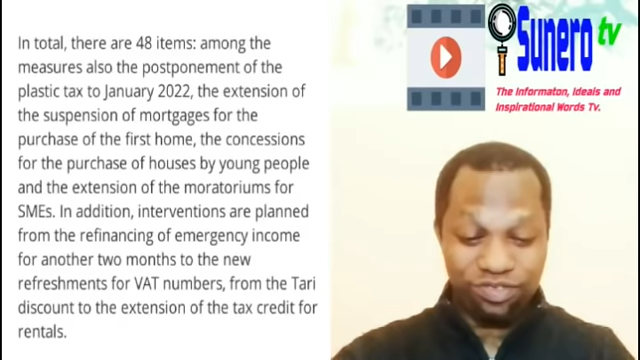 In total, there are 48 items: among the
measures also the postponement of the
plastic tax to January 2022, the extension of
the suspension of mortgages for the
purchase of the first home, the concessions
for the purchase of houses by young people
and the extension of the moratoriums for
SMEs. In addition, interventions are planned
from the refinancing of emergency income
for another two months to the new
refreshments for VAT numbers, from the Tari
discount to the extension of the tax credit for
rentals.
Sunero tv
The Informaton, Ideals and
Inspirational Words Tv.